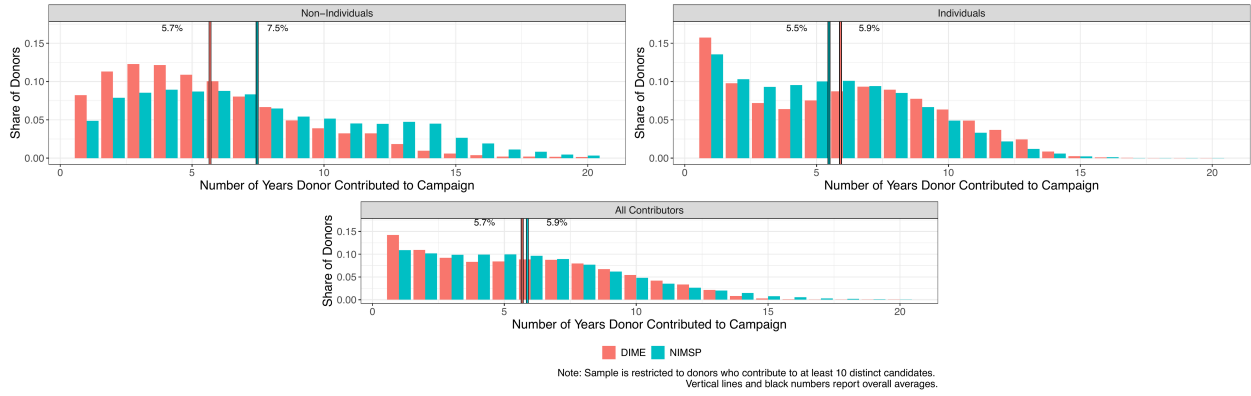 Non−Individuals
5.7%
7.5%
Share of Donors
0.15
0.10
0.05
0.00
0
5
10
15
20
Number of Years Donor Contributed to Campaign
Individuals
5.5%
5.9%
Share of Donors
0.15
0.10
0.05
0.00
0
5
10
15
20
Number of Years Donor Contributed to Campaign
All Contributors
5.7%
5.9%
Share of Donors
0.15
0.10
0.05
0.00
0
5
10
15
20
Number of Years Donor Contributed to Campaign
DIME NIMSP
Note: Sample is restricted to donors who contribute to at least 10 distinct candidates.
Vertical lines and black numbers report overall averages.